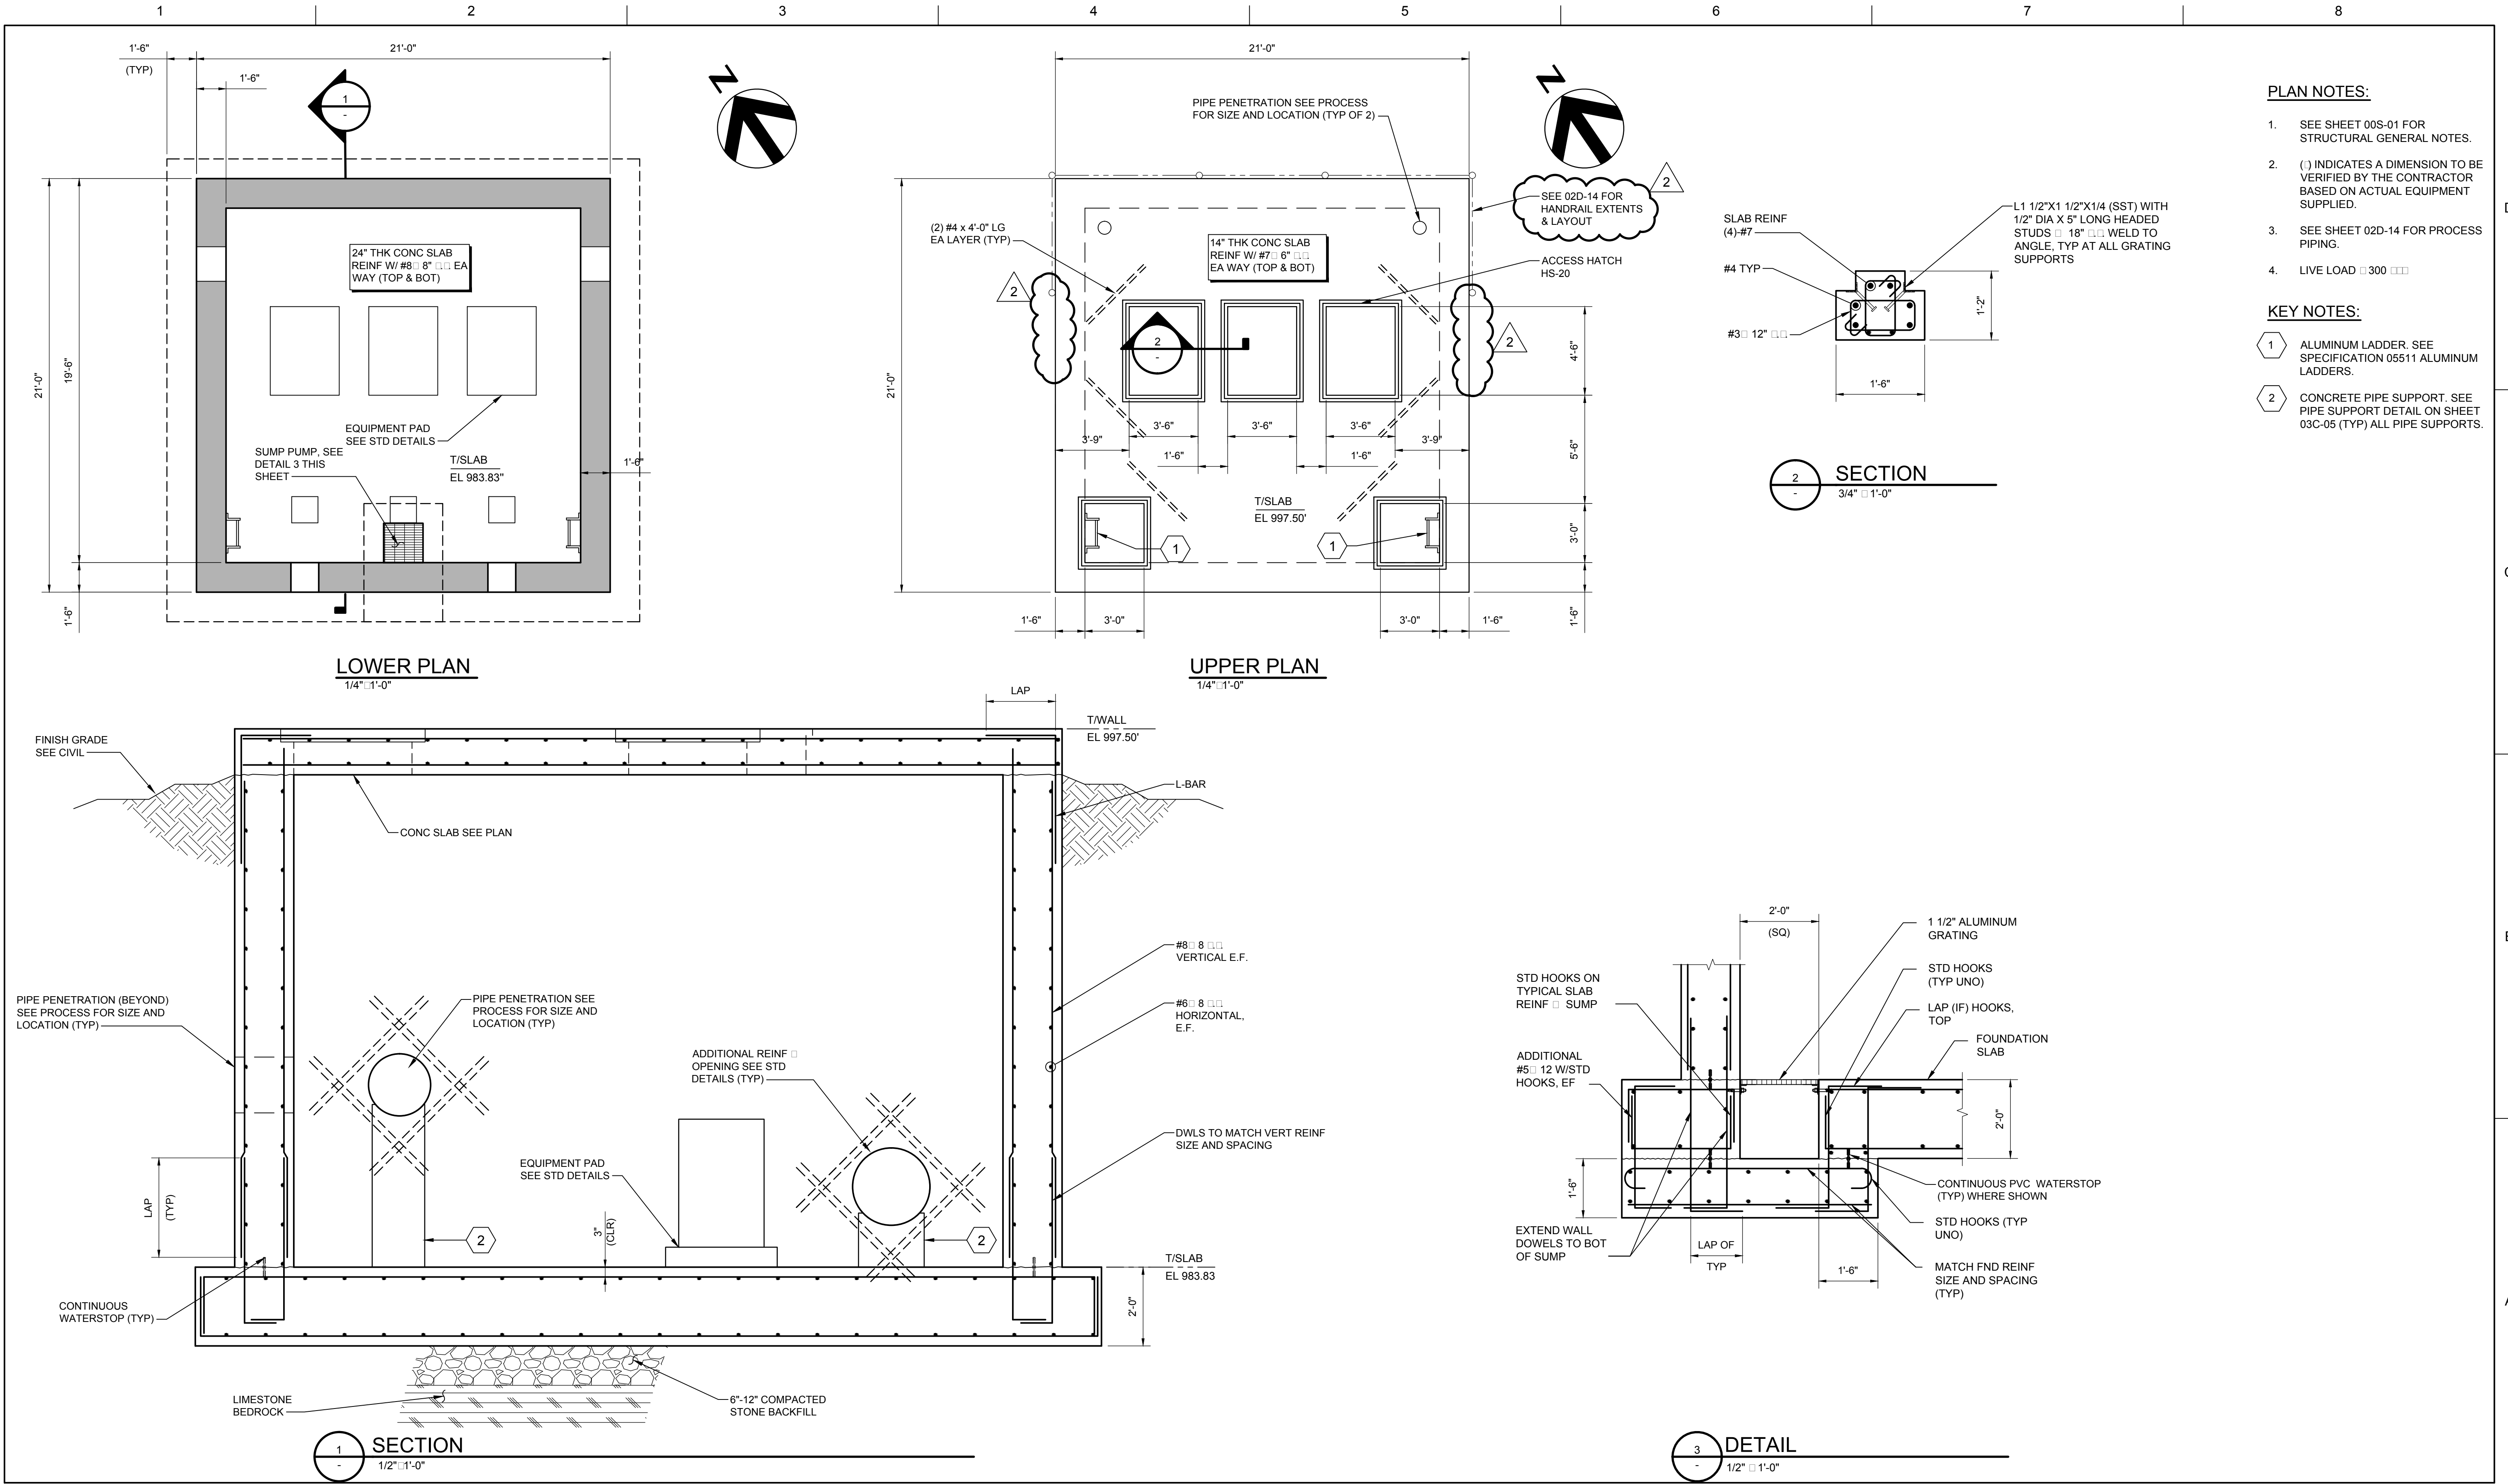 1 2 3 4 5 6 7 8
1'-6"
(TYP)
21'-0"
1'-6"
1
-
N
24" THK CONC SLAB
REINF W/ #8□ 8" □.□. EA
WAY (TOP & BOT)
21'-0"
19'-6"
1'-6"
EQUIPMENT PAD
SEE STD DETAILS
SUMP PUMP, SEE
DETAIL 3 THIS
SHEET
T/SLAB
EL 983.83"
1'-6"
LOWER PLAN
1/4"□1'-0"
21'-0"
N
PIPE PENETRATION SEE PROCESS
FOR SIZE AND LOCATION (TYP OF 2)
2
SEE 02D-14 FOR
HANDRAIL EXTENTS
& LAYOUT
(2) #4 x 4'-0" LG
EA LAYER (TYP)
14" THK CONC SLAB
REINF W/ #7□ 6" □.□.
EA WAY (TOP & BOT)
ACCESS HATCH
HS-20
2
2
-
2
21'-0"
4'-6"
5'-6"
3'-0"
1'-6"
3'-6"
3'-6"
3'-6"
3'-9"
3'-9"
1'-6"
1'-6"
T/SLAB
EL 997.50'
1
1
1'-6"
3'-0"
3'-0"
1'-6"
UPPER PLAN
1/4"□1'-0"
SLAB REINF
(4)-#7
#4 TYP
#3□ 12" □.□.
L1 1/2"X1 1/2"X1/4 (SST) WITH
1/2" DIA X 5" LONG HEADED
STUDS □ 18" □.□. WELD TO
ANGLE, TYP AT ALL GRATING
SUPPORTS
1'-2"
1'-6"
2
-
SECTION
3/4" □ 1'-0"
PLAN NOTES:
1. SEE SHEET 00S-01 FOR
STRUCTURAL GENERAL NOTES.
2. (□) INDICATES A DIMENSION TO BE
VERIFIED BY THE CONTRACTOR
BASED ON ACTUAL EQUIPMENT
SUPPLIED.
3. SEE SHEET 02D-14 FOR PROCESS
PIPING.
4. LIVE LOAD □ 300 □□□
KEY NOTES:
1 ALUMINUM LADDER. SEE
SPECIFICATION 05511 ALUMINUM
LADDERS.
2 CONCRETE PIPE SUPPORT. SEE
PIPE SUPPORT DETAIL ON SHEET
03C-05 (TYP) ALL PIPE SUPPORTS.
FINISH GRADE
SEE CIVIL
LAP
T/WALL
EL 997.50'
L-BAR
CONC SLAB SEE PLAN
#8□ 8 □.□.
VERTICAL E.F.
#6□ 8 □.□.
HORIZONTAL,
E.F.
PIPE PENETRATION (BEYOND)
SEE PROCESS FOR SIZE AND
LOCATION (TYP)
PIPE PENETRATION SEE
PROCESS FOR SIZE AND
LOCATION (TYP)
ADDITIONAL REINF □
OPENING SEE STD
DETAILS (TYP)
DWLS TO MATCH VERT REINF
SIZE AND SPACING
EQUIPMENT PAD
SEE STD DETAILS
LAP
(TYP)
2
3"
(CLR)
2
T/SLAB
EL 983.83
2'-0"
CONTINUOUS
WATERSTOP (TYP)
LIMESTONE
BEDROCK
6"-12" COMPACTED
STONE BACKFILL
1
-
SECTION
1/2"□1'-0"
2'-0"
(SQ)
1 1/2" ALUMINUM
GRATING
STD HOOKS ON
TYPICAL SLAB
REINF □ SUMP
STD HOOKS
(TYP UNO)
LAP (IF) HOOKS,
TOP
FOUNDATION
SLAB
ADDITIONAL
#5□ 12 W/STD
HOOKS, EF
2'-0"
1'-6"
CONTINUOUS PVC WATERSTOP
(TYP) WHERE SHOWN
STD HOOKS (TYP
UNO)
EXTEND WALL
DOWELS TO BOT
OF SUMP
LAP OF
TYP
1'-6"
MATCH FND REINF
SIZE AND SPACING
(TYP)
3
-
DETAIL
1/2" □ 1'-0"